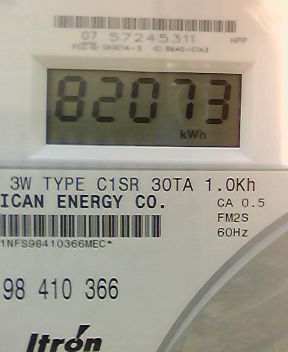 07 57245311
HPP
82073
kWh
3W TYPE C1SR 30TA 1.0Kh
ICAN ENERGY CO.
CA 0.5
FM2S
60Hz
1NFS98410366MEC*
98 410 366
Itron